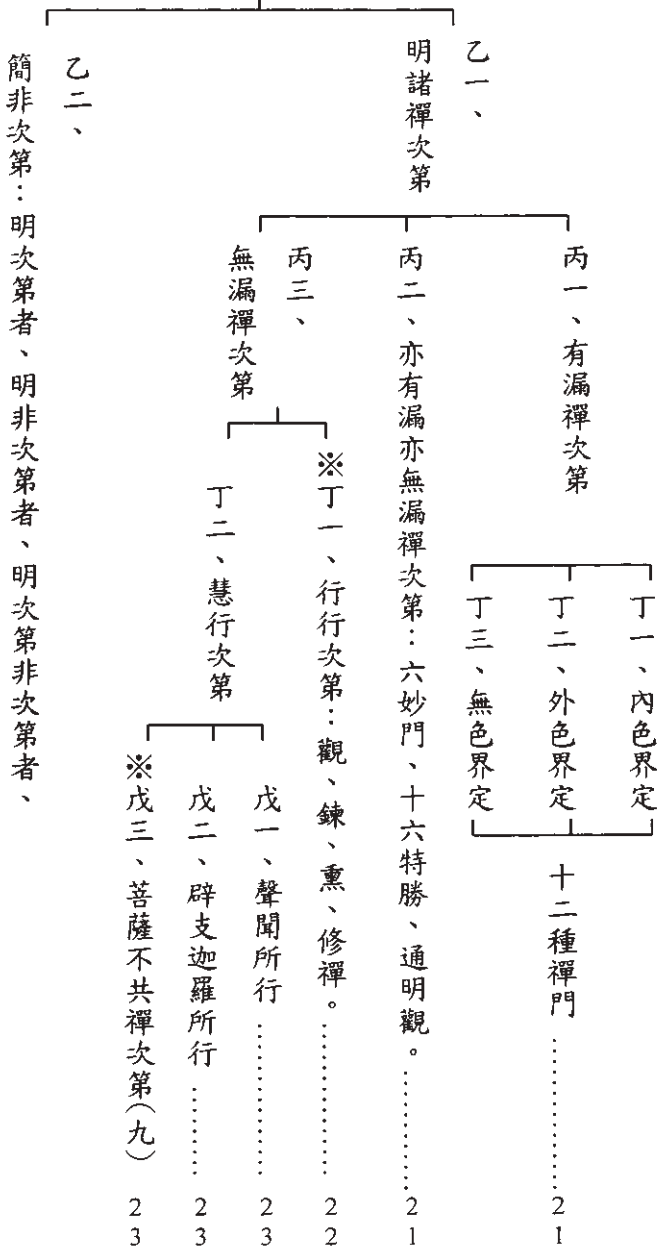 乙一、
明諸禪次第
丙一、有漏禪次第
丁一、內色界定
丁二、外色界定
丁三、無色界定
十二種禪門……………21
丙二、亦有漏亦無漏禪次第：六妙門、十六特勝、通明觀。……………21
丙三、
無漏禪次第
※丁一、行行次第：觀、鍊、熏、修禪。……………22
丁二、慧行次第
戊一、聲聞所行……………23
戊二、辟支迦羅所行………23
※戊三、菩薩不共禪次第(九) 23
乙二、
簡非次第：明次第者、明非次第者、明次第非次第者、